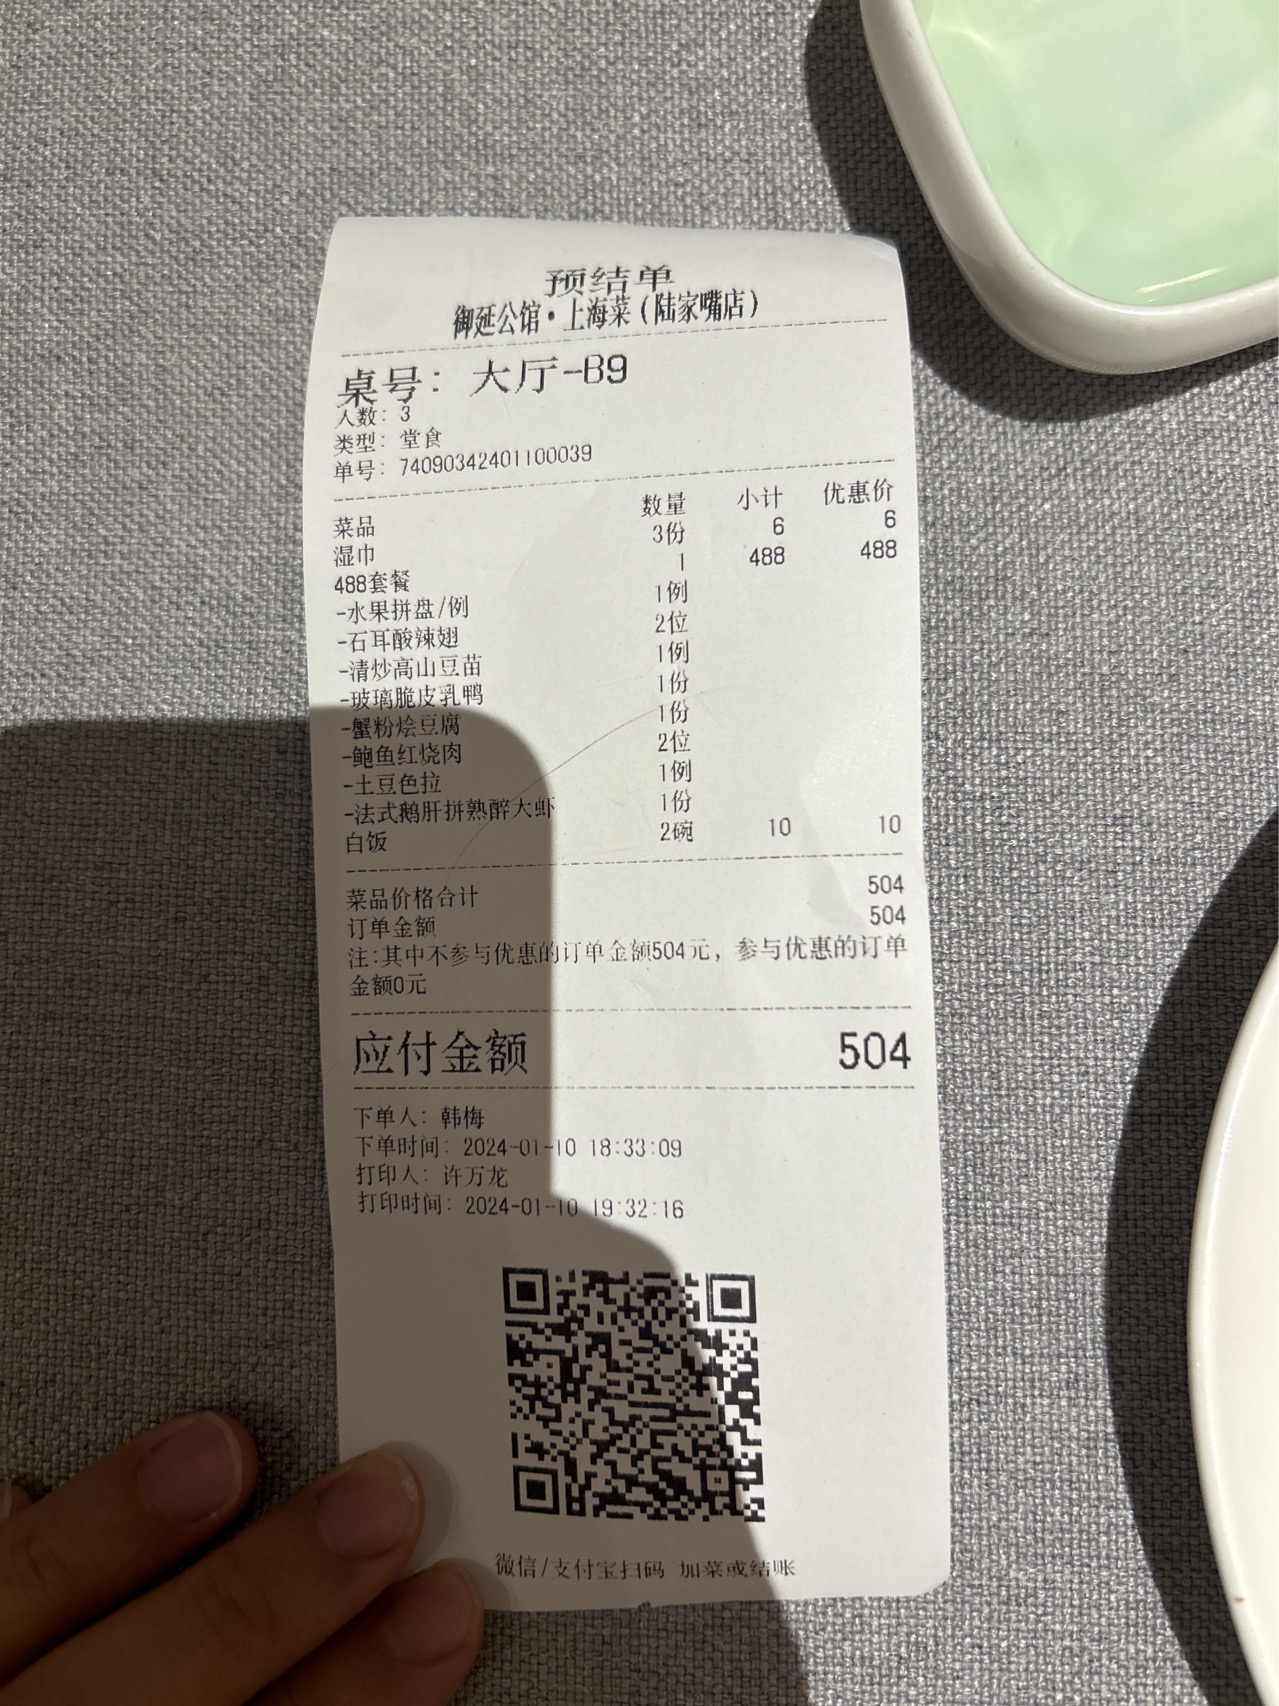 预结单
御延公馆·上海菜(陆家嘴店)
桌号: 大厅-B9
人数: 3
类型: 堂食
单号: 74090342401100039
菜品 数量 小计 优惠价
湿巾 3份 6 6
488套餐 1 488 488
-水果拼盘/例 1例
-石耳酸辣翅 2位
-清炒高山豆苗 1例
-玻璃脆皮乳鸭 1份
-蟹粉烩豆腐 1份
-鲍鱼红烧肉 2位
-土豆色拉 1例
-法式鹅肝拼熟醉大虾 1份
白饭 2碗 10 10
菜品价格合计 504
订单金额 504
注:其中不参与优惠的订单金额504元, 参与优惠的订单
金额0元
应付金额 504
下单人: 韩梅
下单时间: 2024-01-10 18:33:09
打印人: 许万龙
打印时间: 2024-01-10 19:32:16
微信/支付宝扫码 加菜或结账